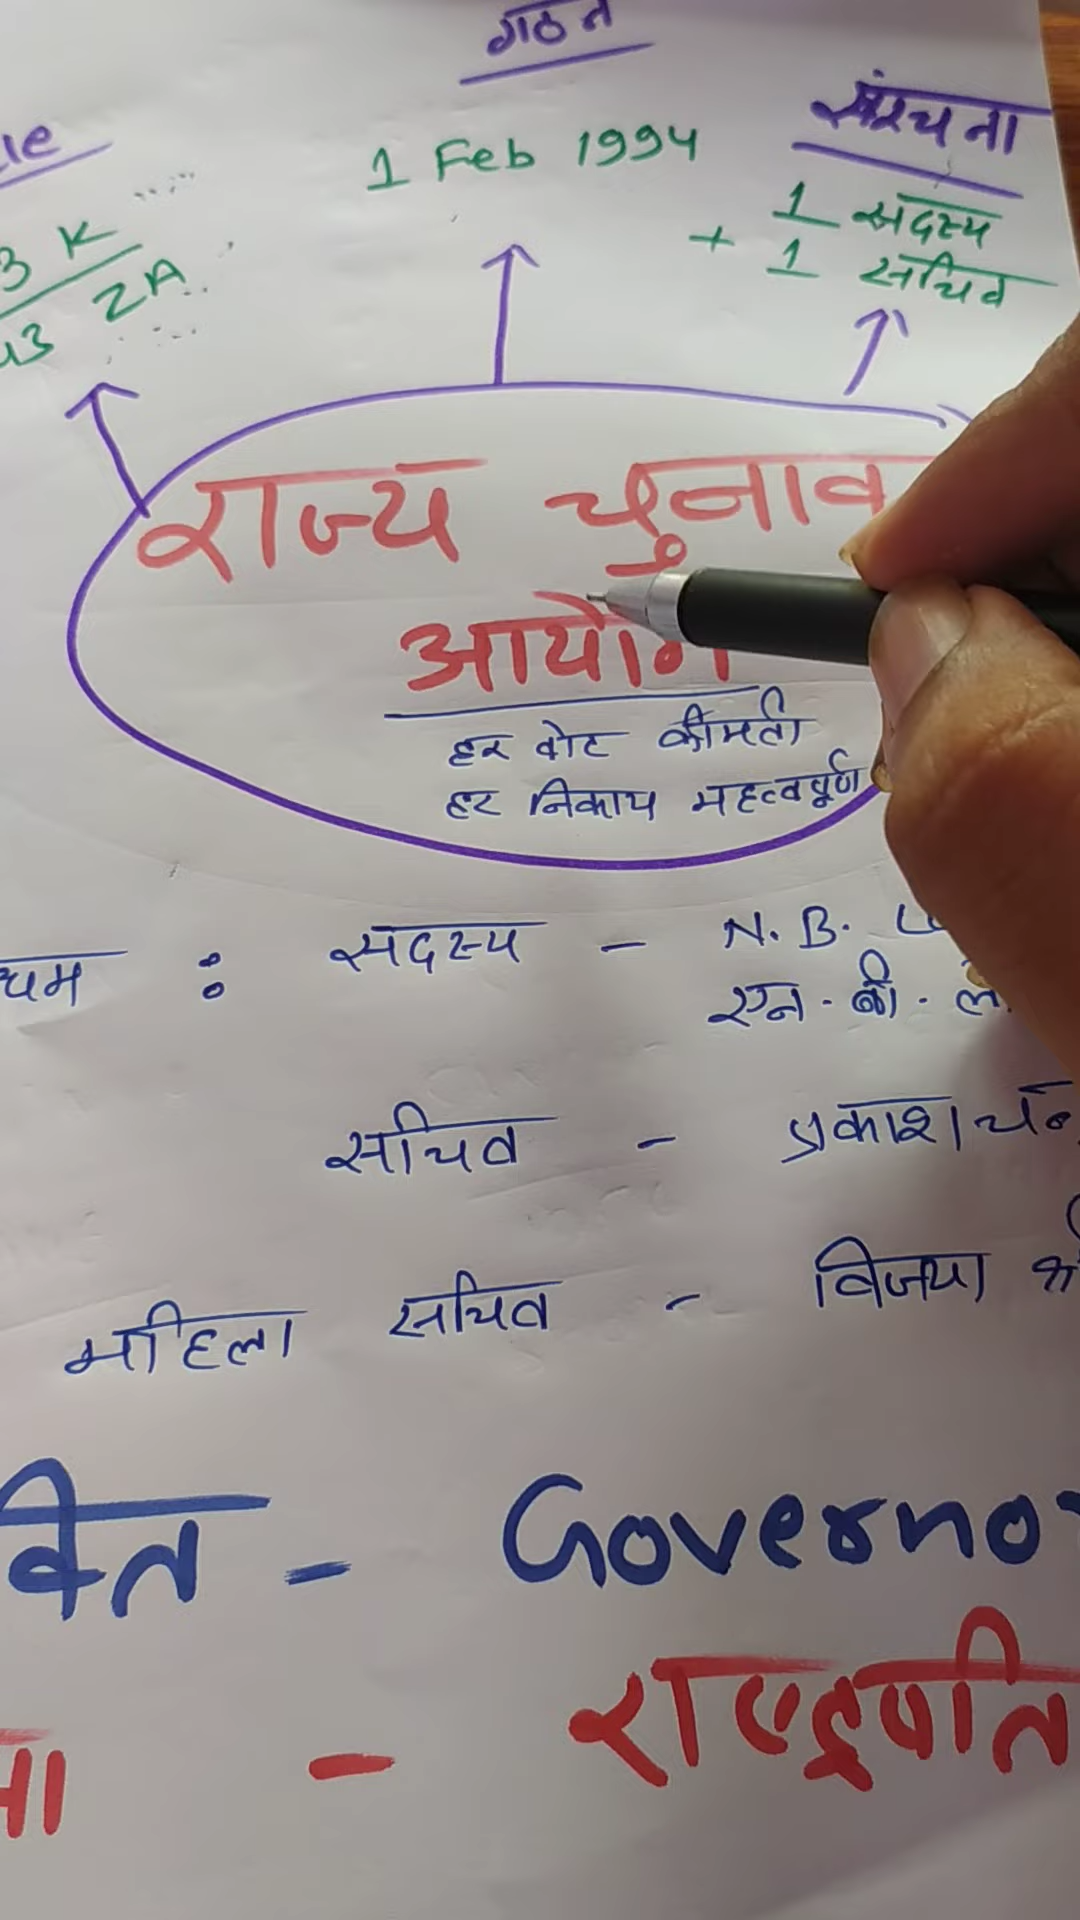 गठन
संरचना
1 Feb 1994
1 सदस्य
+ 1 सचिव
3 K
43 ZA
राज्य चुनाव
आयोग
हर वोट कीमती
हर निकाय महत्वपूर्ण
सदस्य - N. B.
एन. बी.
सचिव - प्रकाश
महिला सचिव - विजया
- Governor
- राष्ट्रपति